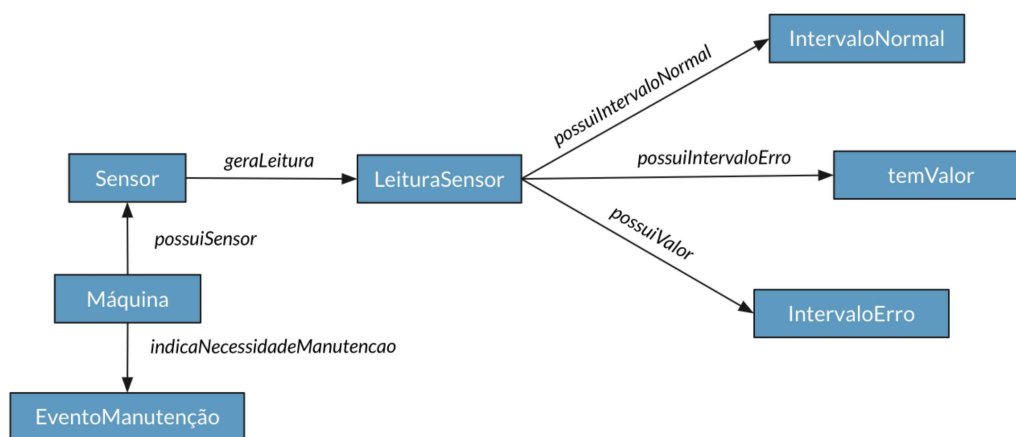 IntervaloNormal
possuiIntervaloNormal
possuiIntervaloErro
geraLeitura
Sensor
LeituraSensor
temValor
possuiValor
possuiSensor
Máquina
IntervaloErro
indicaNecessidadeManutencao
EventoManutenção